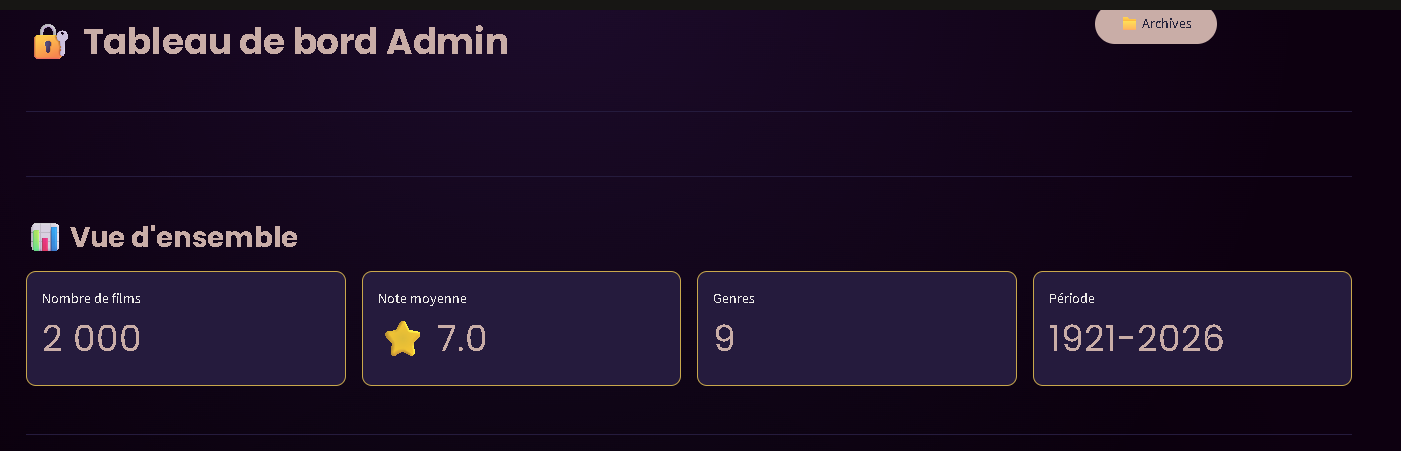 Archives
Tableau de bord Admin
Vue d'ensemble
Nombre de films
2 000
Note moyenne
7.0
Genres
9
Période
1921-2026